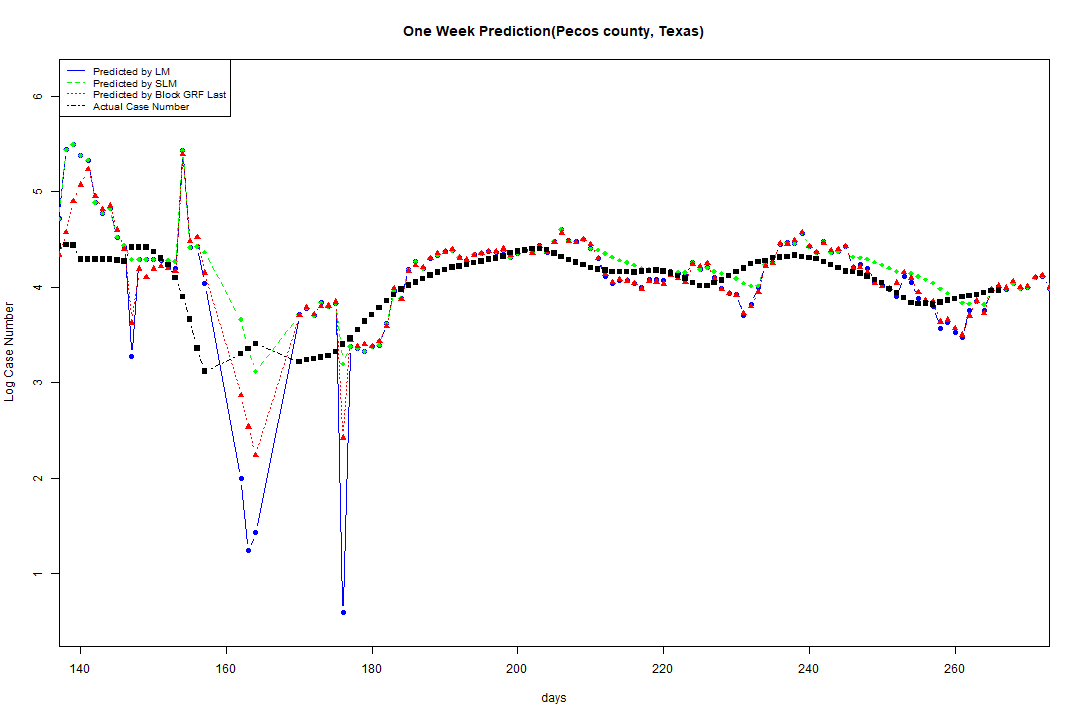 One Week Prediction(Pecos county, Texas)
Predicted by LM
Predicted by SLM
Predicted by Block GRF Last
Actual Case Number
6
5
4
3
2
1
Log Case Number
140 160 180 200 220 240 260
days